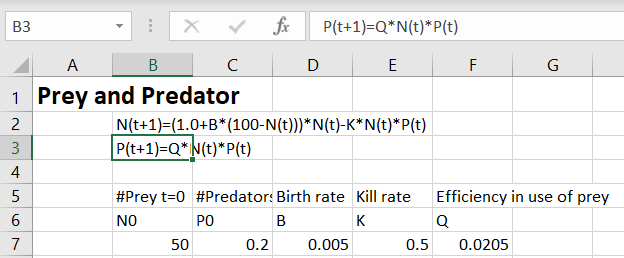 B3 fx P(t+1)=Q*N(t)*P(t)
A B C D E F G
1 Prey and Predator
2 N(t+1)=(1.0+B*(100-N(t)))*N(t)-K*N(t)*P(t)
3 P(t+1)=Q*N(t)*P(t)
4
5 #Prey t=0 #Predators Birth rate Kill rate Efficiency in use of prey
6 N0 P0 B K Q
7 50 0.2 0.005 0.5 0.0205